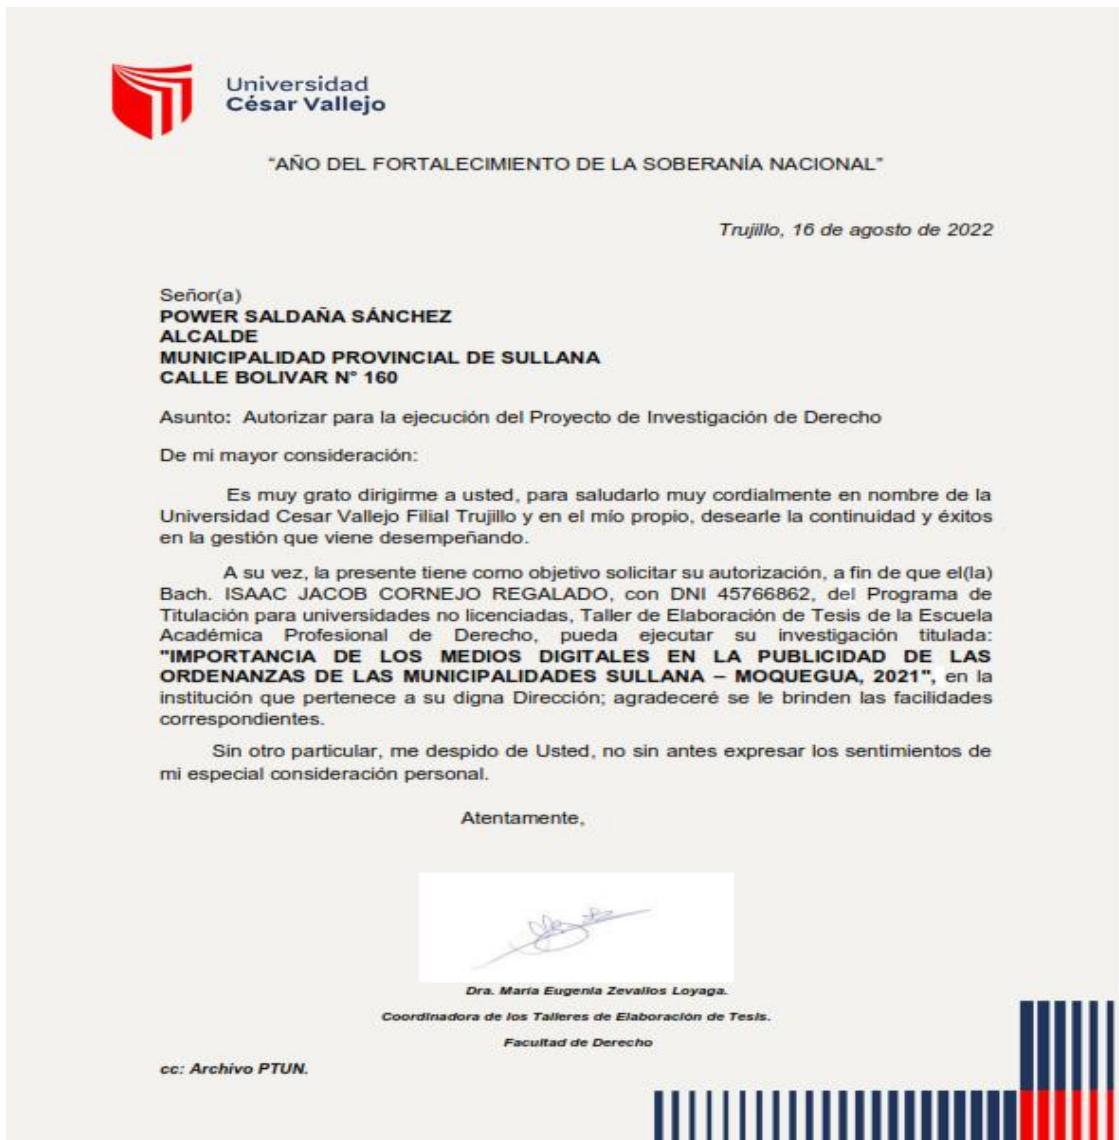 Universidad
César Vallejo
“AÑO DEL FORTALECIMIENTO DE LA SOBERANÍA NACIONAL”
Trujillo, 16 de agosto de 2022
Señor(a)
POWER SALDAÑA SÁNCHEZ
ALCALDE
MUNICIPALIDAD PROVINCIAL DE SULLANA
CALLE BOLIVAR N° 160
Asunto: Autorizar para la ejecución del Proyecto de Investigación de Derecho
De mi mayor consideración:
Es muy grato dirigirme a usted, para saludarlo muy cordialmente en nombre de la
Universidad Cesar Vallejo Filial Trujillo y en el mío propio, desearle la continuidad y éxitos
en la gestión que viene desempeñando.
A su vez, la presente tiene como objetivo solicitar su autorización, a fin de que el(la)
Bach. ISAAC JACOB CORNEJO REGALADO, con DNI 45766862, del Programa de
Titulación para universidades no licenciadas, Taller de Elaboración de Tesis de la Escuela
Académica Profesional de Derecho, pueda ejecutar su investigación titulada:
"IMPORTANCIA DE LOS MEDIOS DIGITALES EN LA PUBLICIDAD DE LAS
ORDENANZAS DE LAS MUNICIPALIDADES SULLANA – MOQUEGUA, 2021", en la
institución que pertenece a su digna Dirección; agradeceré se le brinden las facilidades
correspondientes.
Sin otro particular, me despido de Usted, no sin antes expresar los sentimientos de
mi especial consideración personal.
Atentamente,
Dra. María Eugenia Zevallos Loyaga.
Coordinadora de los Talleres de Elaboración de Tesis.
Facultad de Derecho
cc: Archivo PTUN.